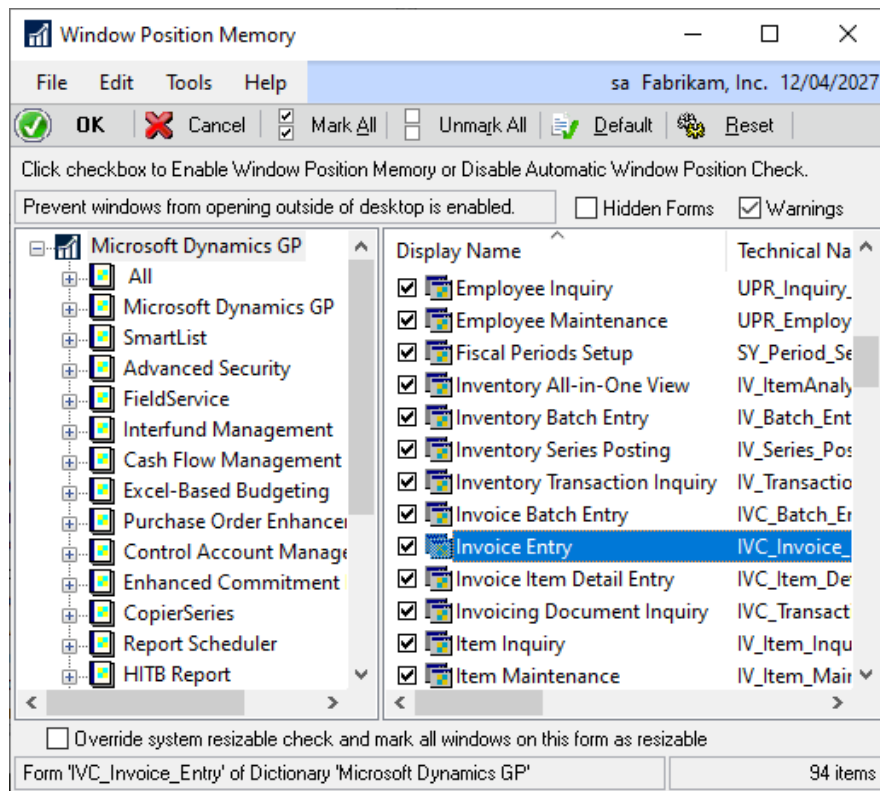 Window Position Memory
File Edit Tools Help sa Fabrikam, Inc. 12/04/2027
OK Cancel Mark All Unmark All Default Reset
Click checkbox to Enable Window Position Memory or Disable Automatic Window Position Check.
Prevent windows from opening outside of desktop is enabled. Hidden Forms Warnings
Microsoft Dynamics GP
All
Microsoft Dynamics GP
SmartList
Advanced Security
FieldService
Interfund Management
Cash Flow Management
Excel-Based Budgeting
Purchase Order Enhancer
Control Account Manage
Enhanced Commitment
CopierSeries
Report Scheduler
HITB Report
Display Name Technical Na
Employee Inquiry UPR_Inquiry_
Employee Maintenance UPR_Employ
Fiscal Periods Setup SY_Period_Se
Inventory All-in-One View IV_ItemAnaly
Inventory Batch Entry IV_Batch_Ent
Inventory Series Posting IV_Series_Pos
Inventory Transaction Inquiry IV_Transactio
Invoice Batch Entry IVC_Batch_Er
Invoice Entry IVC_Invoice_
Invoice Item Detail Entry IVC_Item_De
Invoicing Document Inquiry IVC_Transact
Item Inquiry IV_Item_Inqu
Item Maintenance IV_Item_Mair
Override system resizable check and mark all windows on this form as resizable
Form 'IVC_Invoice_Entry' of Dictionary 'Microsoft Dynamics GP' 94 items